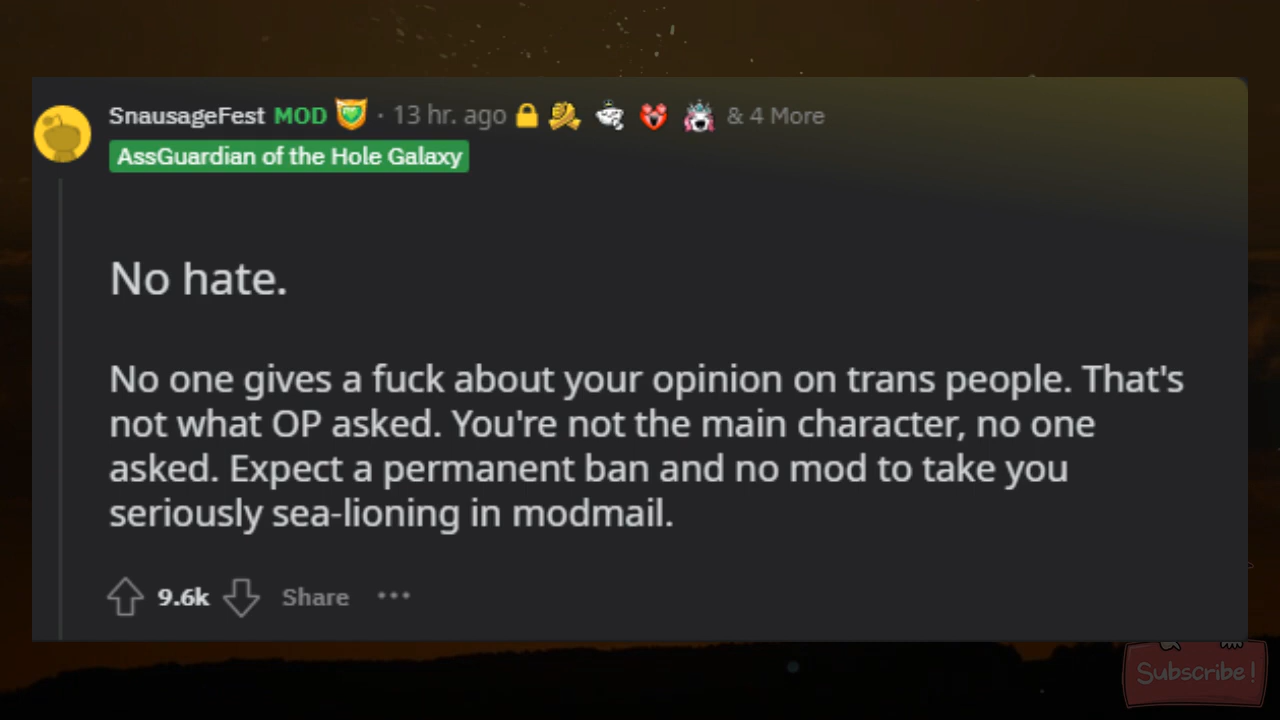 SnausageFest MOD · 13 hr. ago & 4 More
AssGuardian of the Hole Galaxy
No hate.
No one gives a fuck about your opinion on trans people. That's
not what OP asked. You're not the main character, no one
asked. Expect a permanent ban and no mod to take you
seriously sea-lioning in modmail.
9.6k Share
Subscribe!